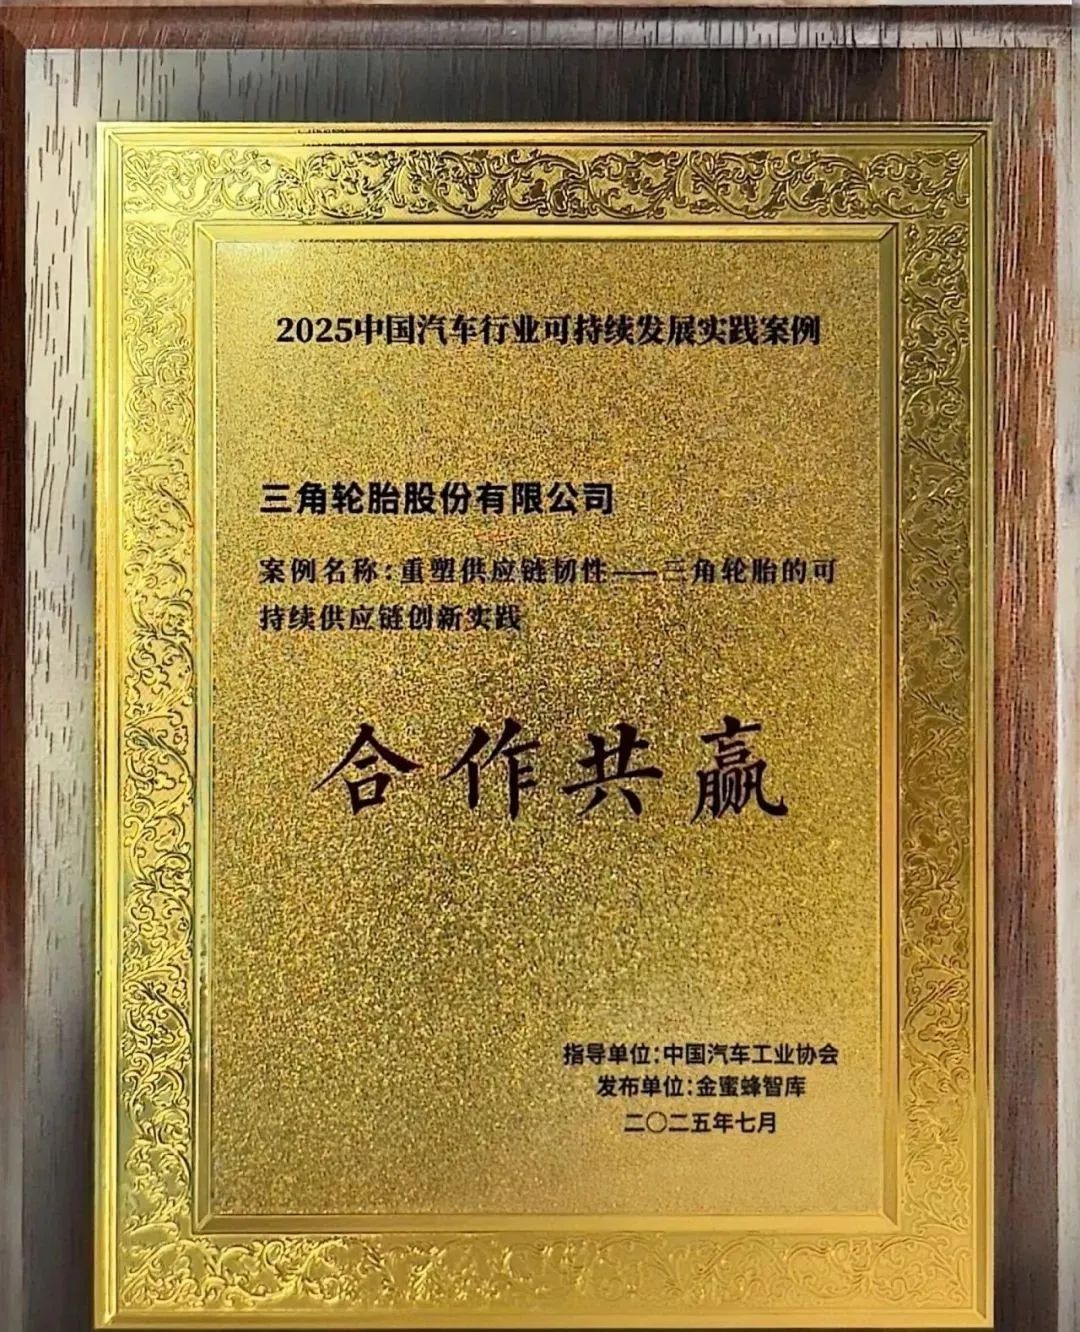 2025中国汽车行业可持续发展实践案例
三角轮胎股份有限公司
案例名称:重塑供应链韧性——三角轮胎的可
持续供应链创新实践
合作共赢
指导单位:中国汽车工业协会
发布单位:金蜜蜂智库
二〇二五年七月